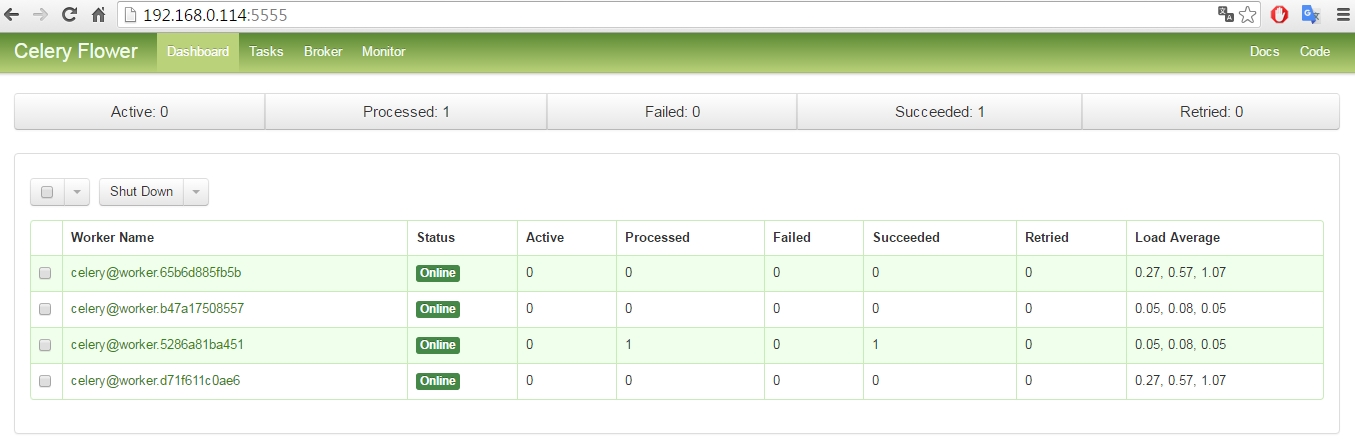 192.168.0.114:5555
Celery Flower Dashboard Tasks Broker Monitor Docs Code
Active: 0 Processed: 1 Failed: 0 Succeeded: 1 Retried: 0
Shut Down
Worker Name Status Active Processed Failed Succeeded Retried Load Average
celery@worker.65b6d885fb5b Online 0 0 0 0 0 0.27, 0.57, 1.07
celery@worker.b47a17508557 Online 0 0 0 0 0 0.05, 0.08, 0.05
celery@worker.5286a81ba451 Online 0 1 0 1 0 0.05, 0.08, 0.05
celery@worker.d71f611c0ae6 Online 0 0 0 0 0 0.27, 0.57, 1.07